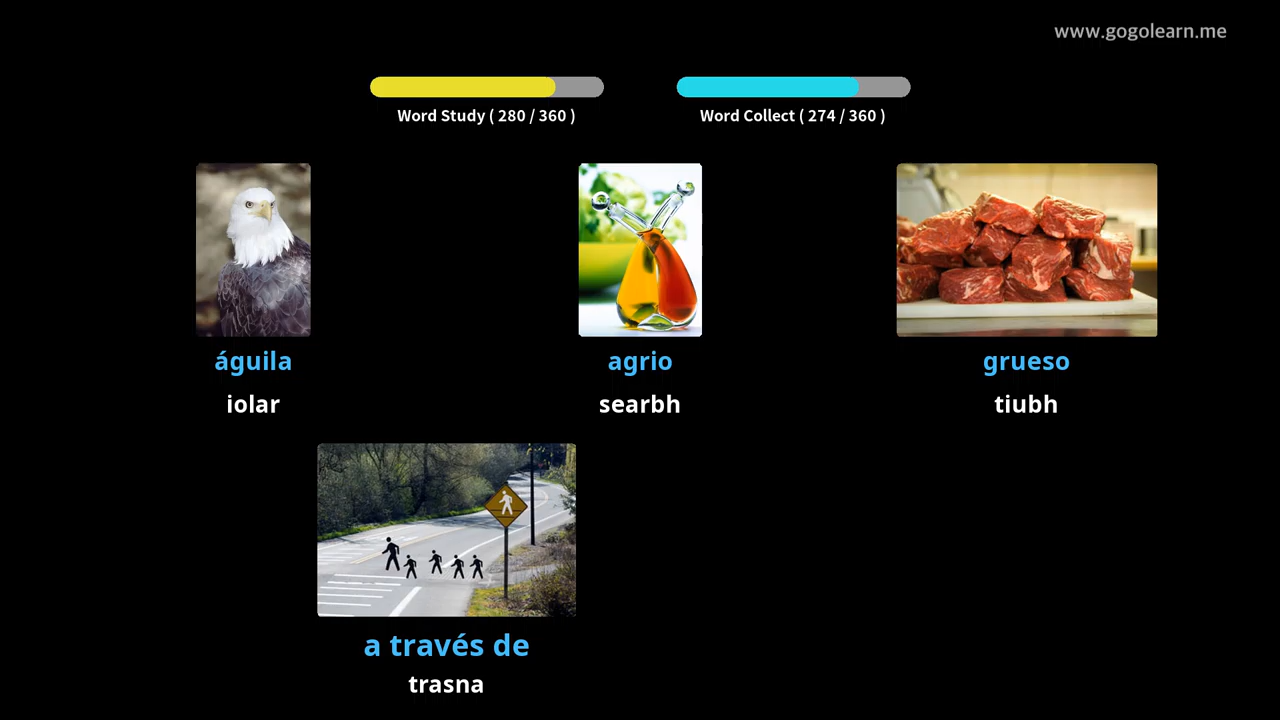 www.gogolearn.me
Word Study ( 280 / 360 )
Word Collect ( 274 / 360 )
águila
agrio
grueso
iolar
searbh
tiubh
a través de
trasna